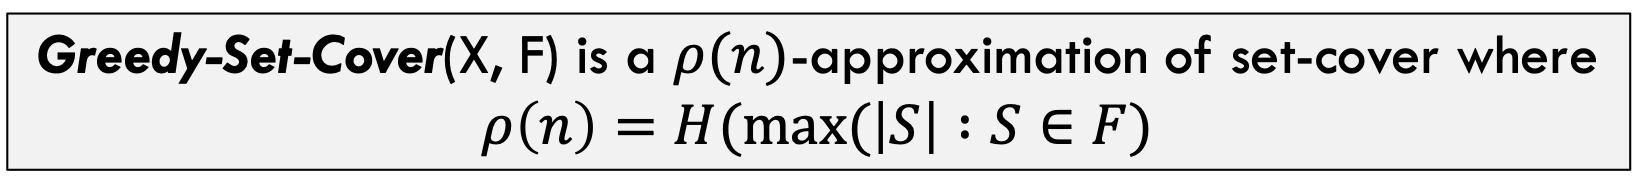 Greedy-Set-Cover(X, F) is a ρ(n)-approximation of set-cover where
ρ(n) = H(max(|S| : S ∈ F)